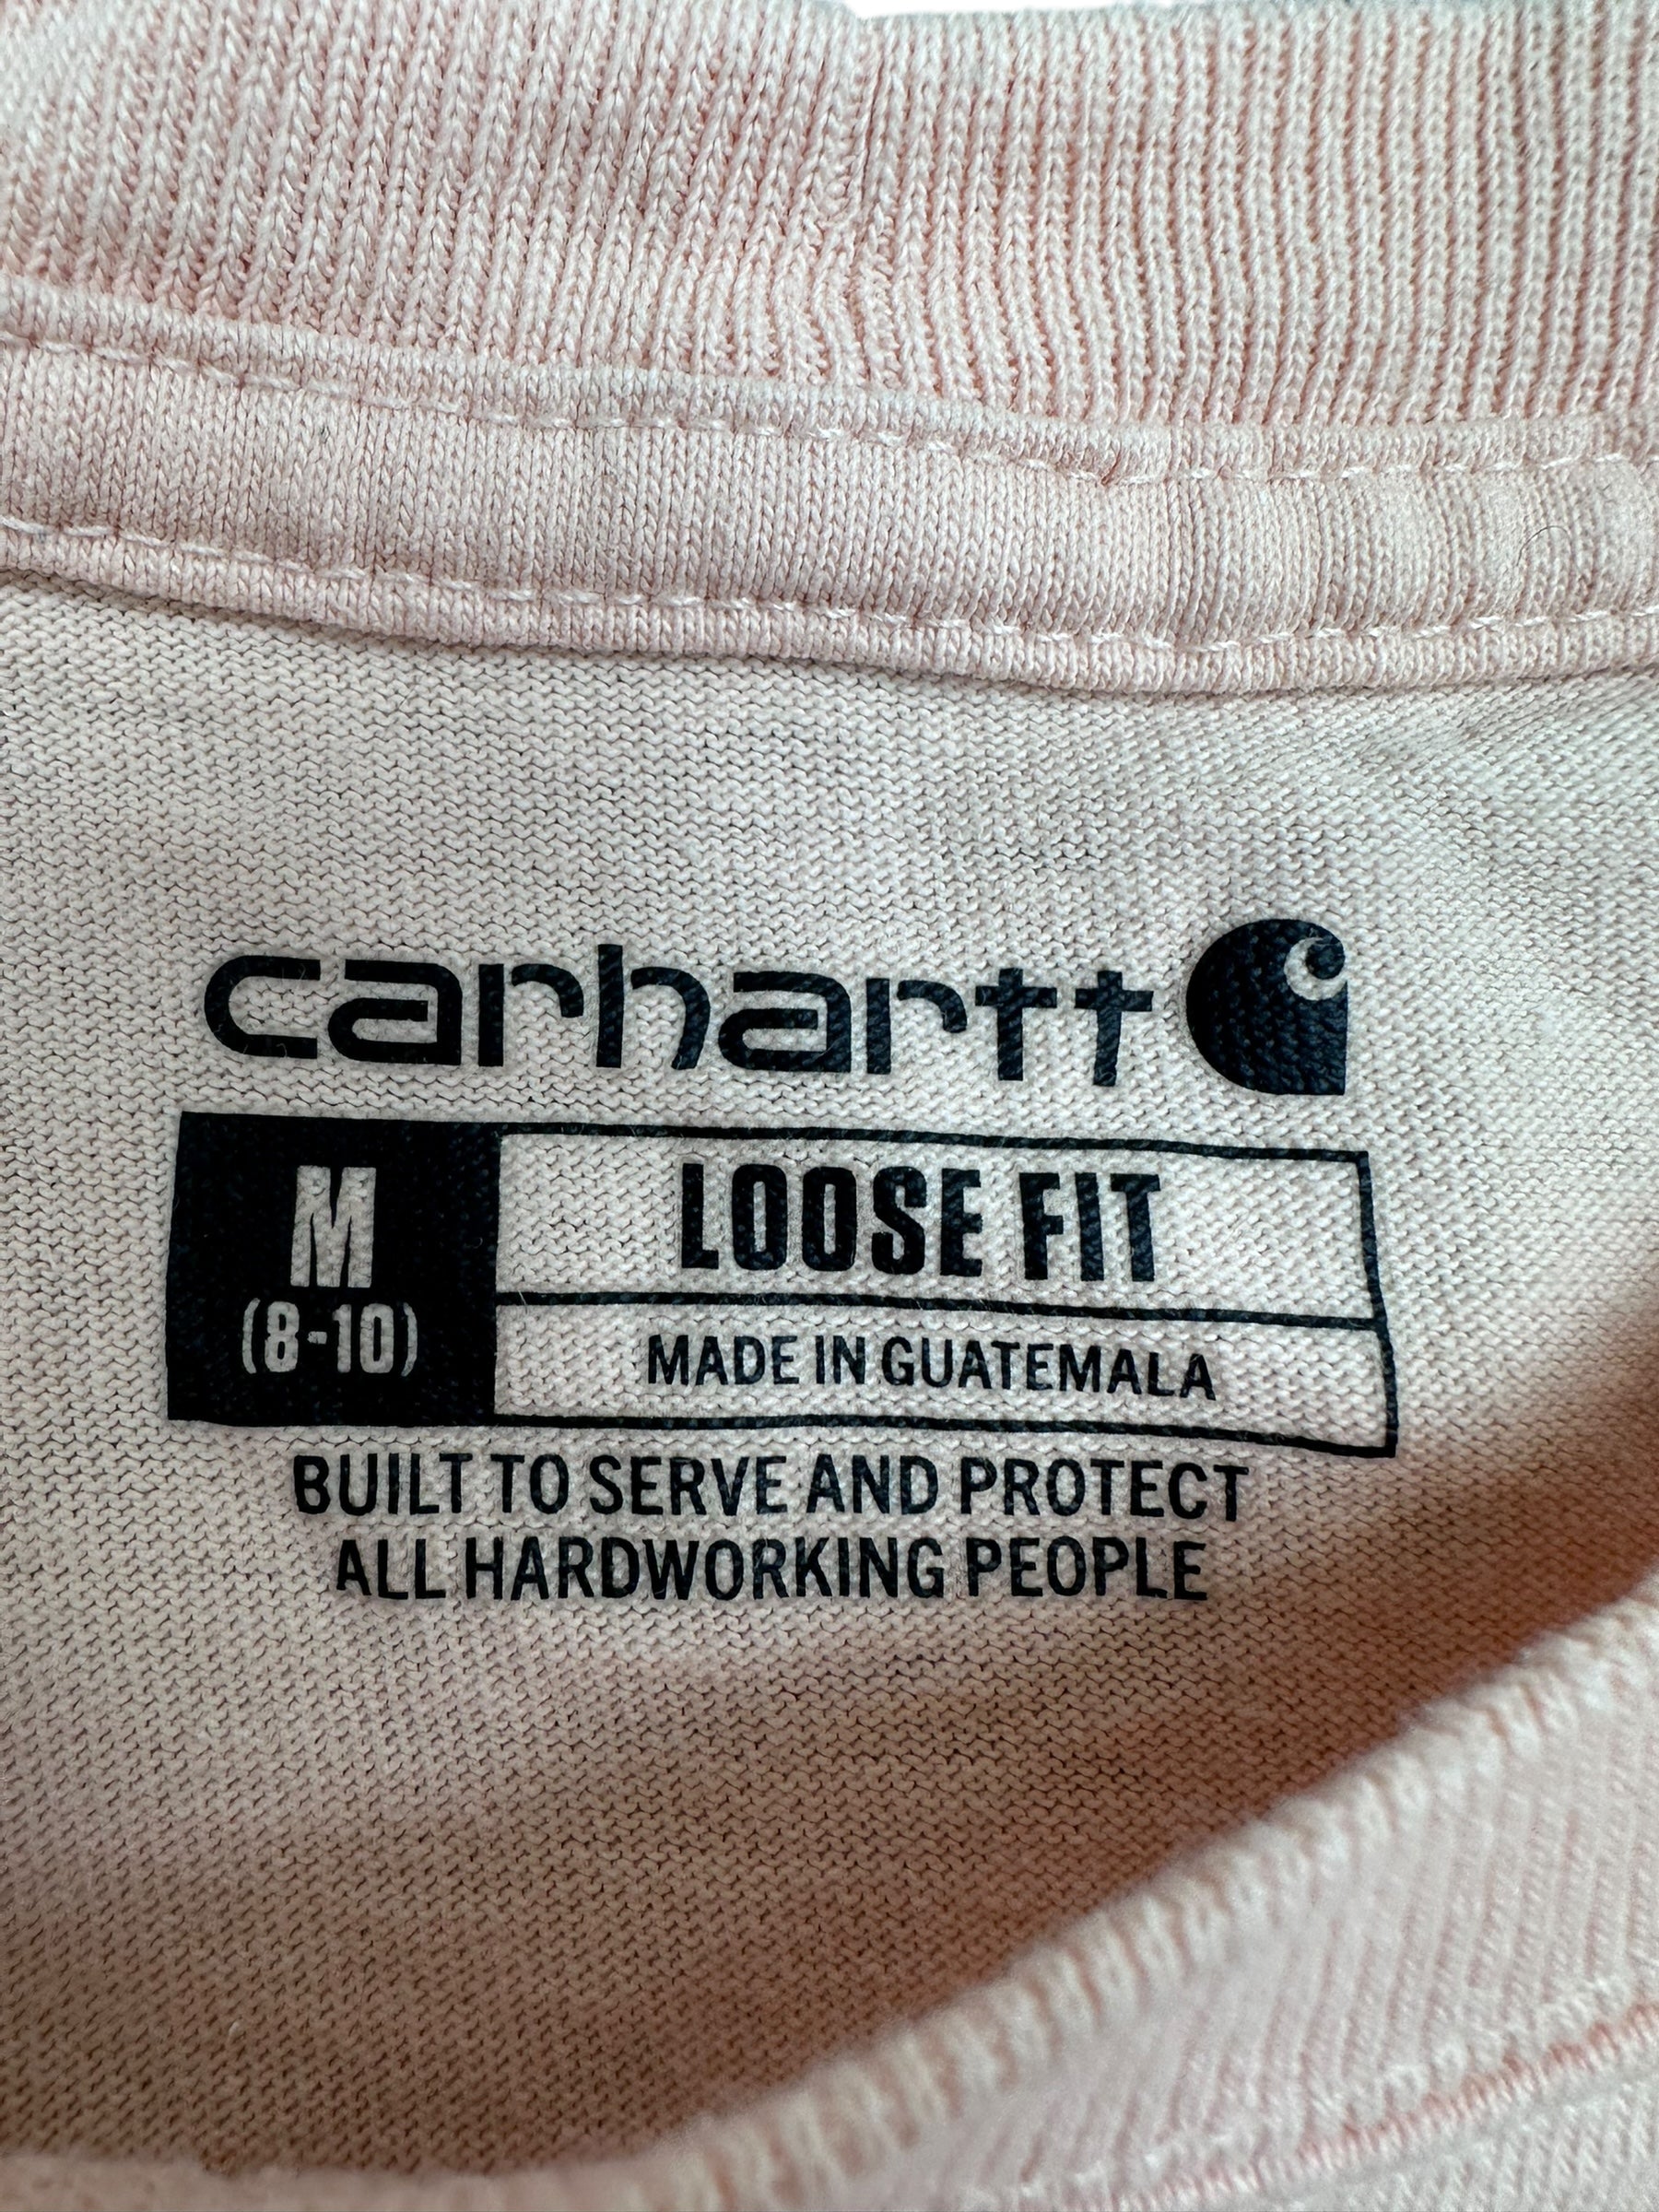 carhartt
M
(8-10)
LOOSE FIT
MADE IN GUATEMALA
BUILT TO SERVE AND PROTECT
ALL HARDWORKING PEOPLE